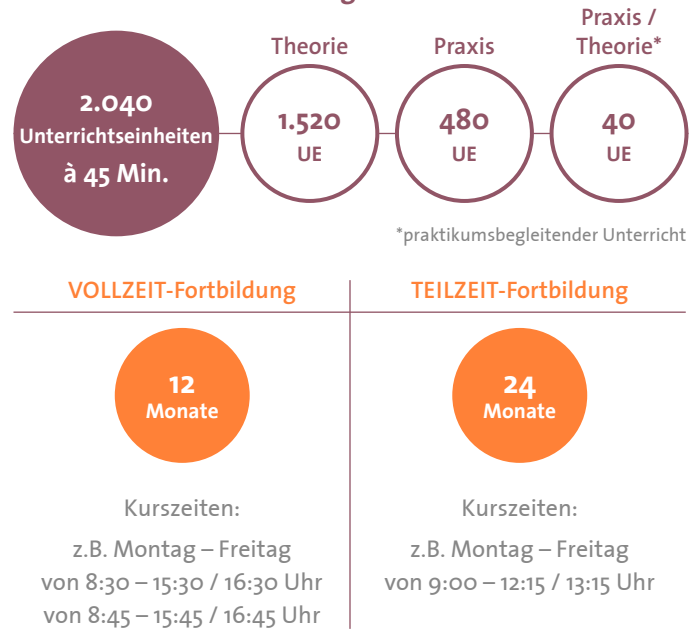 Theorie
Praxis
Praxis /
Theorie*
2.040
Unterrichtseinheiten
à 45 Min.
1.520
UE
480
UE
40
UE
*praktikumsbegleitender Unterricht
VOLLZEIT-Fortbildung
TEILZEIT-Fortbildung
12
Monate
24
Monate
Kurszeiten:
z.B. Montag – Freitag
von 8:30 – 15:30 / 16:30 Uhr
von 8:45 – 15:45 / 16:45 Uhr
Kurszeiten:
z.B. Montag – Freitag
von 9:00 – 12:15 / 13:15 Uhr